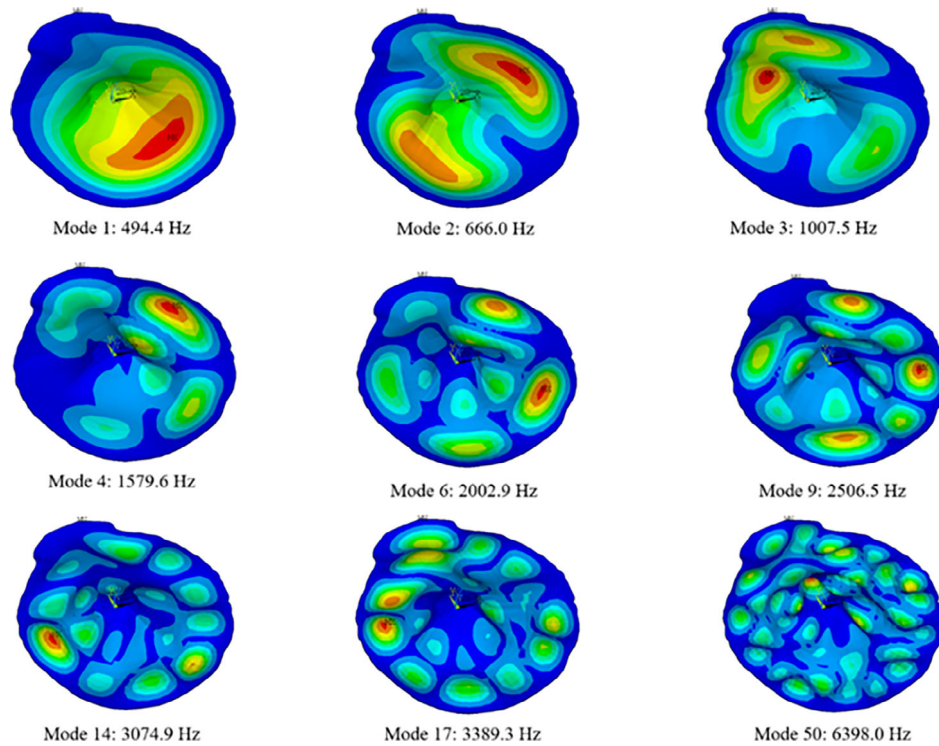 Mode 1: 494.4 Hz
Mode 2: 666.0 Hz
Mode 3: 1007.5 Hz
Mode 4: 1579.6 Hz
Mode 6: 2002.9 Hz
Mode 9: 2506.5 Hz
Mode 14: 3074.9 Hz
Mode 17: 3389.3 Hz
Mode 50: 6398.0 Hz